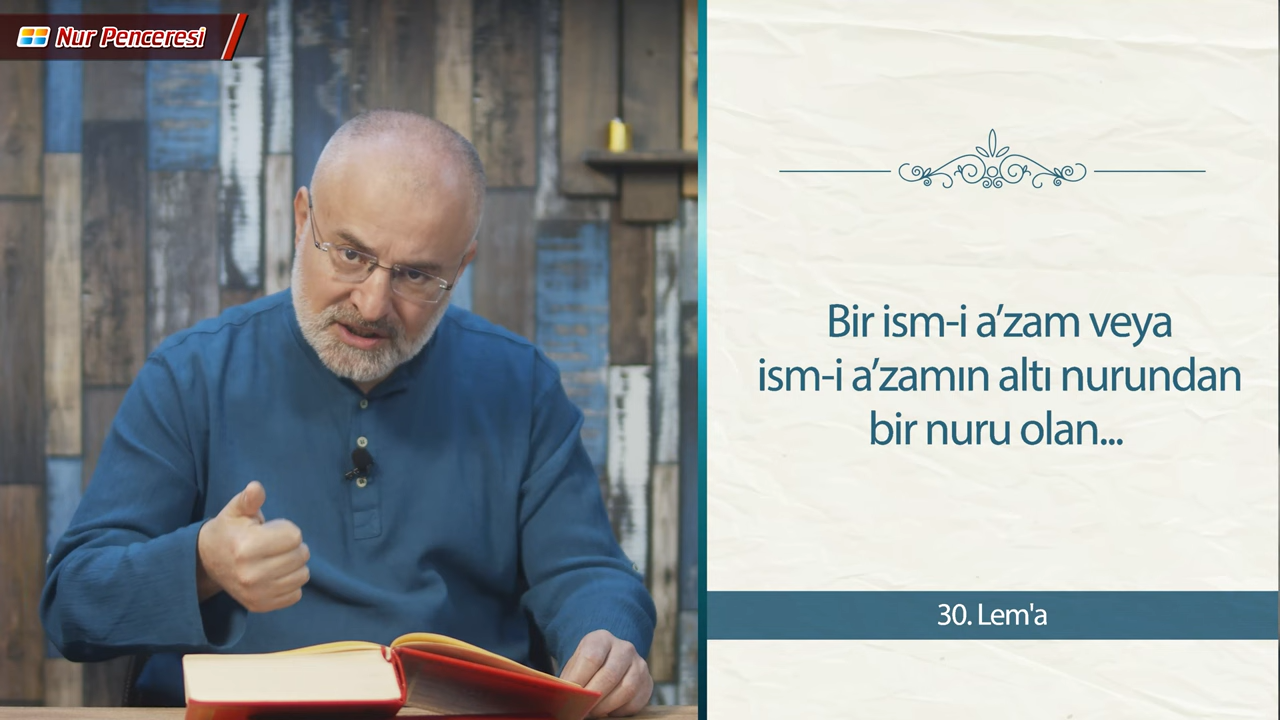 Nur Penceresi
Bir ism-i a’zam veya
ism-i a’zamın altı nurundan
bir nuru olan...
30. Lem'a